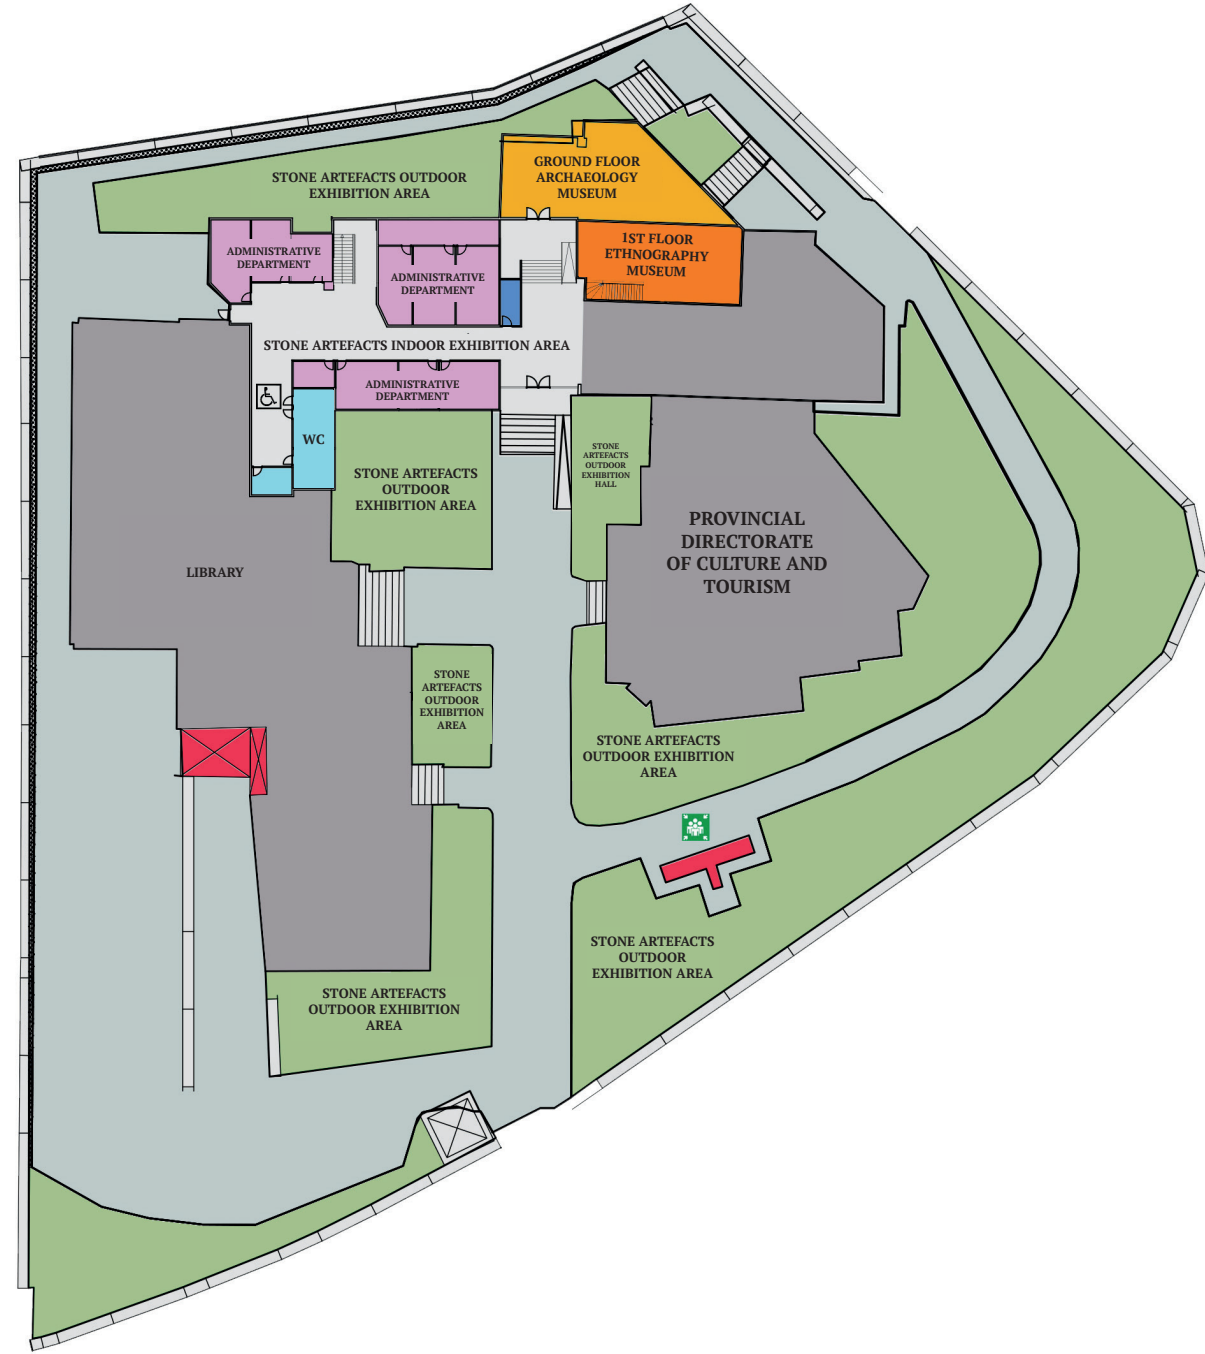 STONE ARTEFACTS OUTDOOR
EXHIBITION AREA
GROUND FLOOR
ARCHAEOLOGY
MUSEUM
ADMINISTRATIVE
DEPARTMENT
ADMINISTRATIVE
DEPARTMENT
1ST FLOOR
ETHNOGRAPHY
MUSEUM
STONE ARTEFACTS INDOOR EXHIBITION AREA
ADMINISTRATIVE
DEPARTMENT
WC
STONE ARTEFACTS
OUTDOOR
EXHIBITION AREA
STONE
ARTEFACTS
OUTDOOR
EXHIBITION
HALL
PROVINCIAL
DIRECTORATE
OF CULTURE AND
TOURISM
LIBRARY
STONE
ARTEFACTS
OUTDOOR
EXHIBITION
AREA
STONE ARTEFACTS
OUTDOOR EXHIBITION
AREA
STONE ARTEFACTS
OUTDOOR
EXHIBITION AREA
STONE ARTEFACTS
OUTDOOR EXHIBITION
AREA